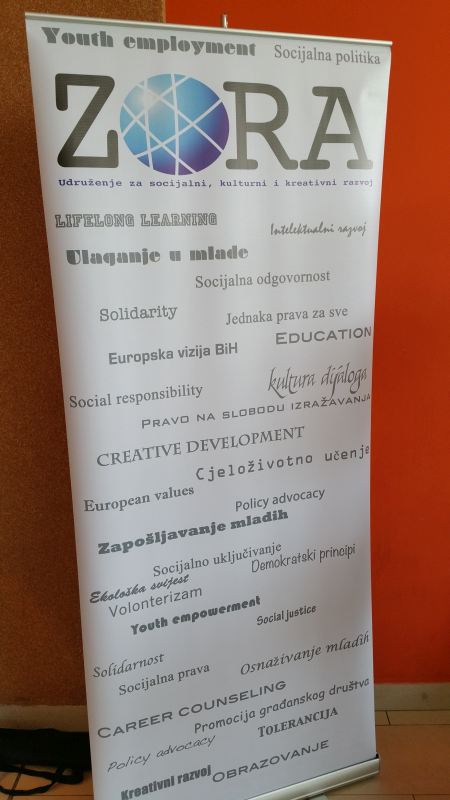 Youth employment
Socijalna politika
ZORA
Udruženje za socijalni, kulturni i kreativni razvoj
LIFELONG LEARNING
Intelektualni razvoj
Ulaganje u mlade
Socijalna odgovornost
Solidarity
Jednaka prava za sve
EDUCATION
Europska vizija BiH
kultura dijaloga
Social responsibility
PRAVO NA SLOBODU IZRAŽAVANJA
CREATIVE DEVELOPMENT
Cjeloživotno učenje
European values
Policy advocacy
Zapošljavanje mladih
Socijalno uključivanje
Demokratski principi
Ekološka svijest
Volonterizam
Youth empowerment
Social justice
Solidarnost
Osnaživanje mladih
Socijalna prava
CAREER COUNSELING
Promocija građanskog društva
Policy advocacy
TOLERANCIJA
Kreativni razvoj
OBRAZOVANJE